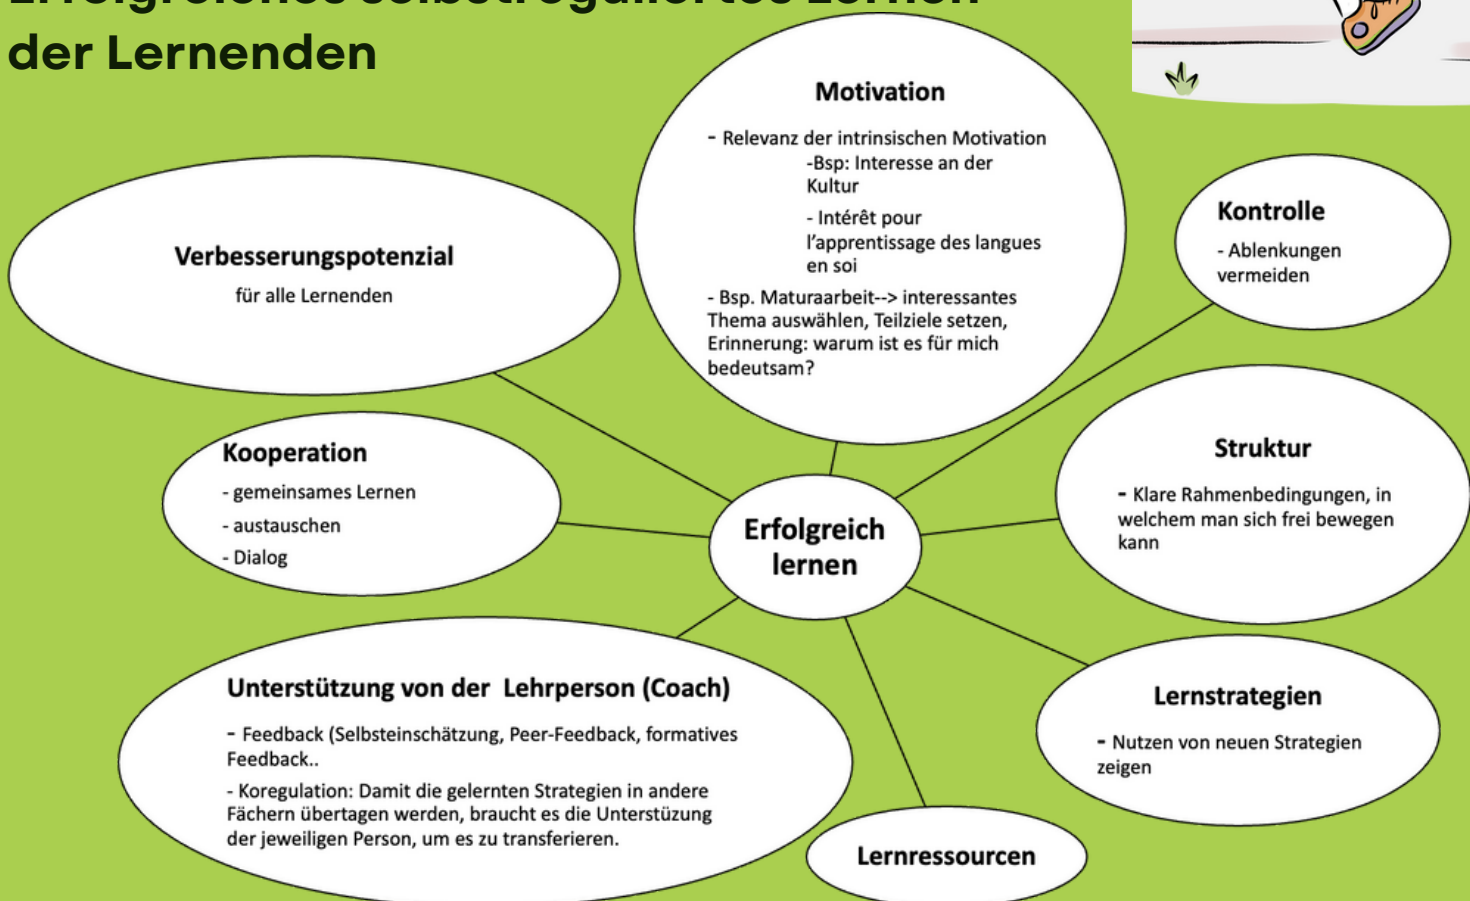 Erfolgreiches selbstreguliertes Lernen
der Lernenden
Motivation
- Relevanz der intrinsischen Motivation
-Bsp: Interesse an der
Kultur
- Intérêt pour
l'apprentissage des langues
en soi
- Bsp. Maturaarbeit--> interessantes
Thema auswählen, Teilziele setzen,
Erinnerung: warum ist es für mich
bedeutsam?
Verbesserungspotenzial
für alle Lernenden
Kontrolle
- Ablenkungen
vermeiden
Kooperation
- gemeinsames Lernen
- austauschen
- Dialog
Erfolgreich
lernen
Struktur
- Klare Rahmenbedingungen, in
welchem man sich frei bewegen
kann
Unterstützung von der Lehrperson (Coach)
- Feedback (Selbsteinschätzung, Peer-Feedback, formatives
Feedback..
- Koregulation: Damit die gelernten Strategien in andere
Fächern übertagen werden, braucht es die Unterstützung
der jeweiligen Person, um es zu transferieren.
Lernstrategien
- Nutzen von neuen Strategien
zeigen
Lernressourcen